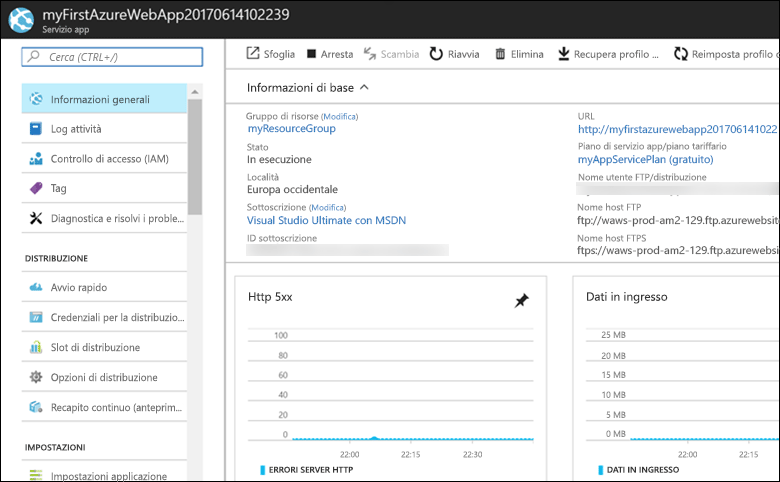 myFirstAzureWebApp20170614102239
Servizio app
Cerca (CTRL+/)
Informazioni generali
Log attività
Controllo di accesso (IAM)
Tag
Diagnostica e risolvi i proble...
DISTRIBUZIONE
Avvio rapido
Credenziali per la distribuzio...
Slot di distribuzione
Opzioni di distribuzione
Recapito continuo (anteprim...
IMPOSTAZIONI
Impostazioni applicazione
Sfoglia Arresta Scambia Riavvia Elimina Recupera profilo ... Reimposta profilo
Informazioni di base
Gruppo di risorse (Modifica)
myResourceGroup
Stato
In esecuzione
Località
Europa occidentale
Sottoscrizione (Modifica)
Visual Studio Ultimate con MSDN
ID sottoscrizione
URL
http://myfirstazurewebapp201706141022
Piano di servizio app/piano tariffario
myAppServicePlan (gratuito)
Nome utente FTP/distribuzione
Nome host FTP
ftp://waws-prod-am2-129.ftp.azurewebsite
Nome host FTPS
ftps://waws-prod-am2-129.ftp.azurewebsi
Http 5xx
100
80
60
40
20
0
22:00 22:15 22:30
ERRORI SERVER HTTP
Dati in ingresso
25 MB
20 MB
15 MB
10 MB
5 MB
0 MB
22:00 22:15
DATI IN INGRESSO